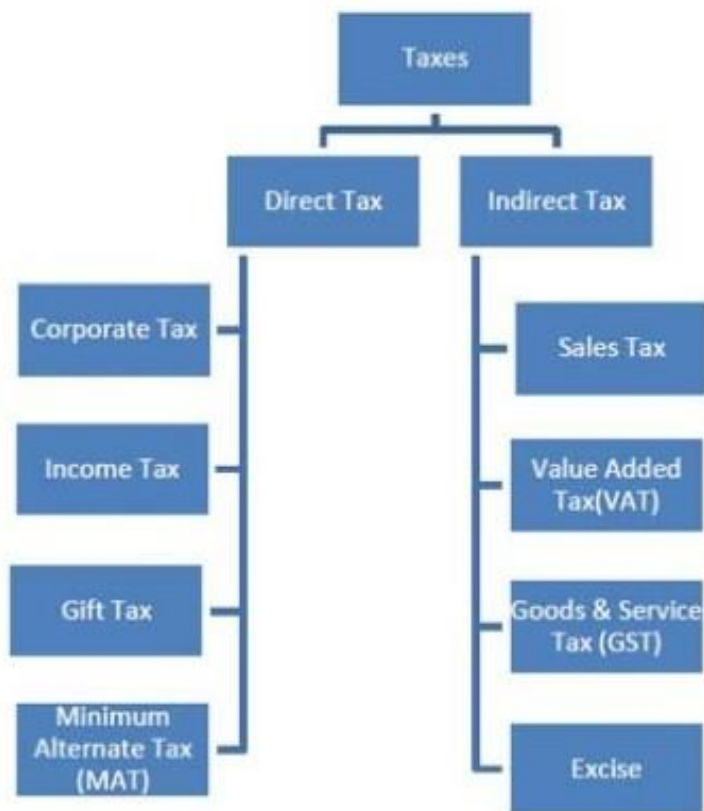 Taxes
Direct Tax
Indirect Tax
Corporate Tax
Income Tax
Gift Tax
Minimum
Alternate Tax
(MAT)
Sales Tax
Value Added
Tax(VAT)
Goods & Service
Tax (GST)
Excise